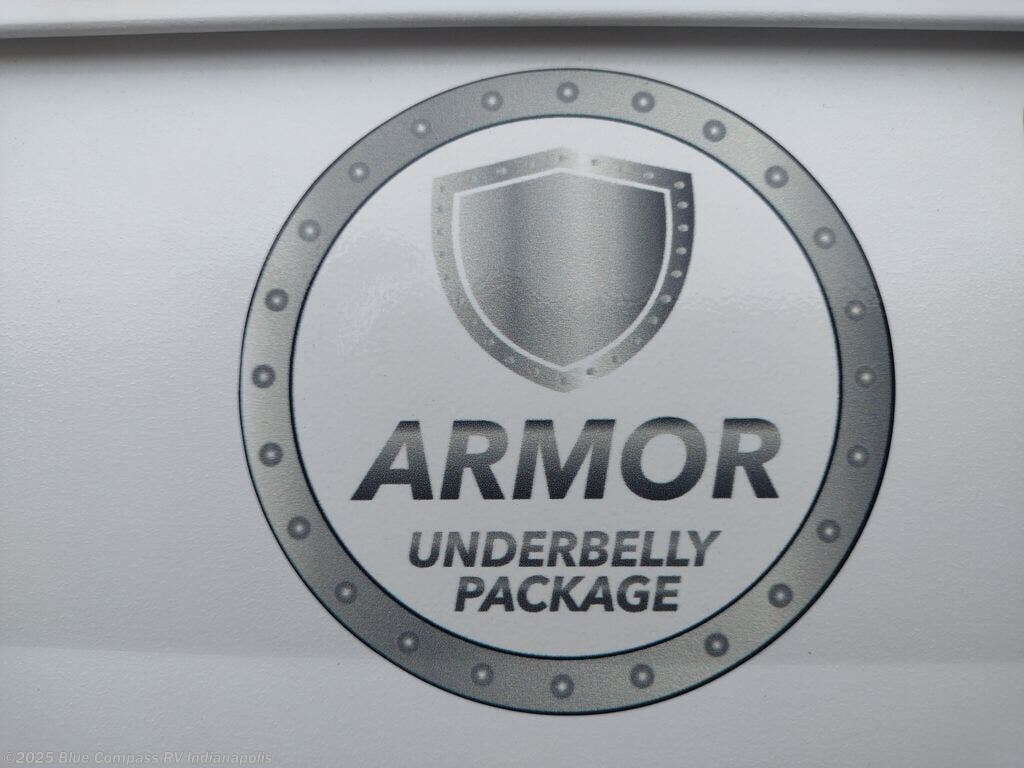 ARMOR
UNDERBELLY
PACKAGE
©2025 Blue Compass RV Indianapolis